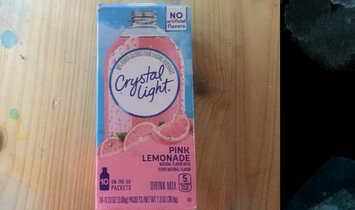 NO
artificial
flavors
Crystal
Light
PINK
LEMONADE
NATURAL FLAVOR WITH
OTHER NATURAL FLAVOR
10
ON-THE-GO
PACKETS
DRINK MIX
5